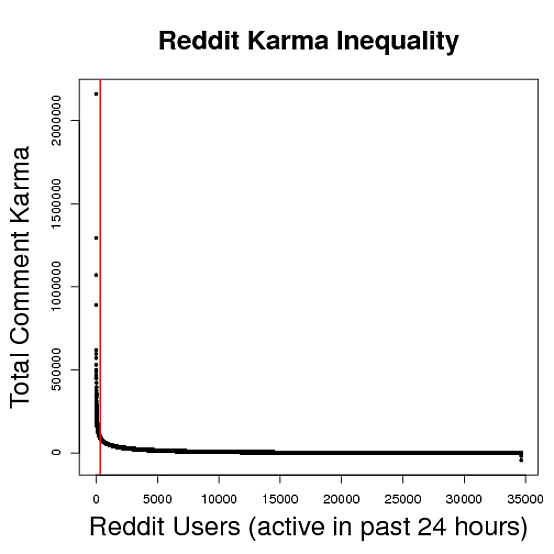 Reddit Karma Inequality
Total Comment Karma
2000000
1500000
1000000
500000
0
0 5000 10000 15000 20000 25000 30000 35000
Reddit Users (active in past 24 hours)